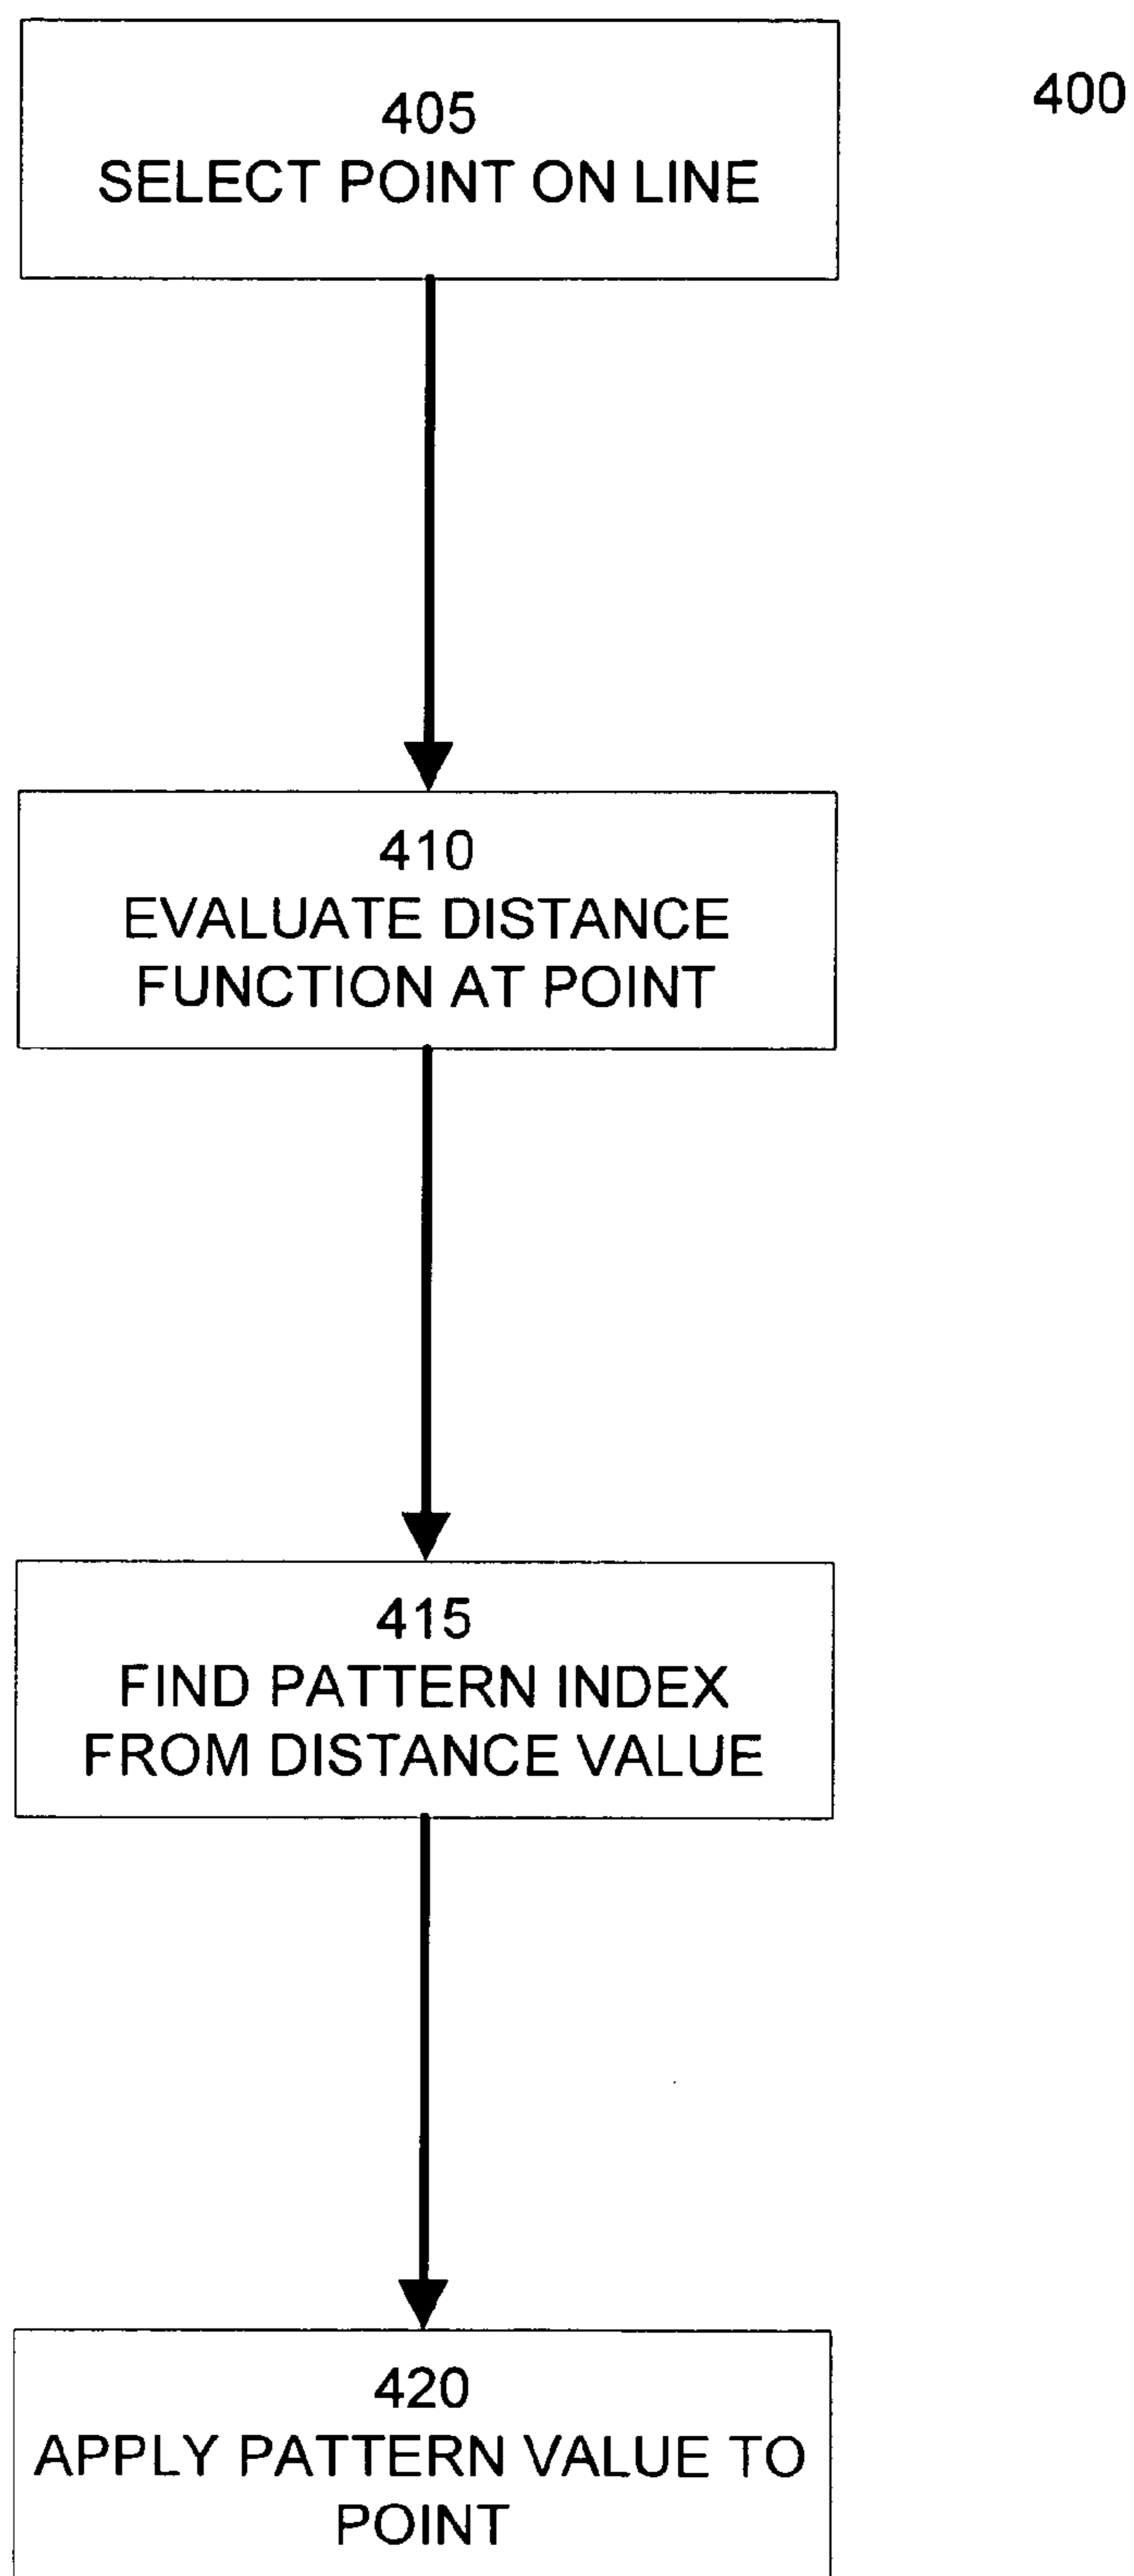 400
405
SELECT POINT ON LINE
410
EVALUATE DISTANCE
FUNCTION AT POINT
415
FIND PATTERN INDEX
FROM DISTANCE VALUE
420
APPLY PATTERN VALUE TO
POINT